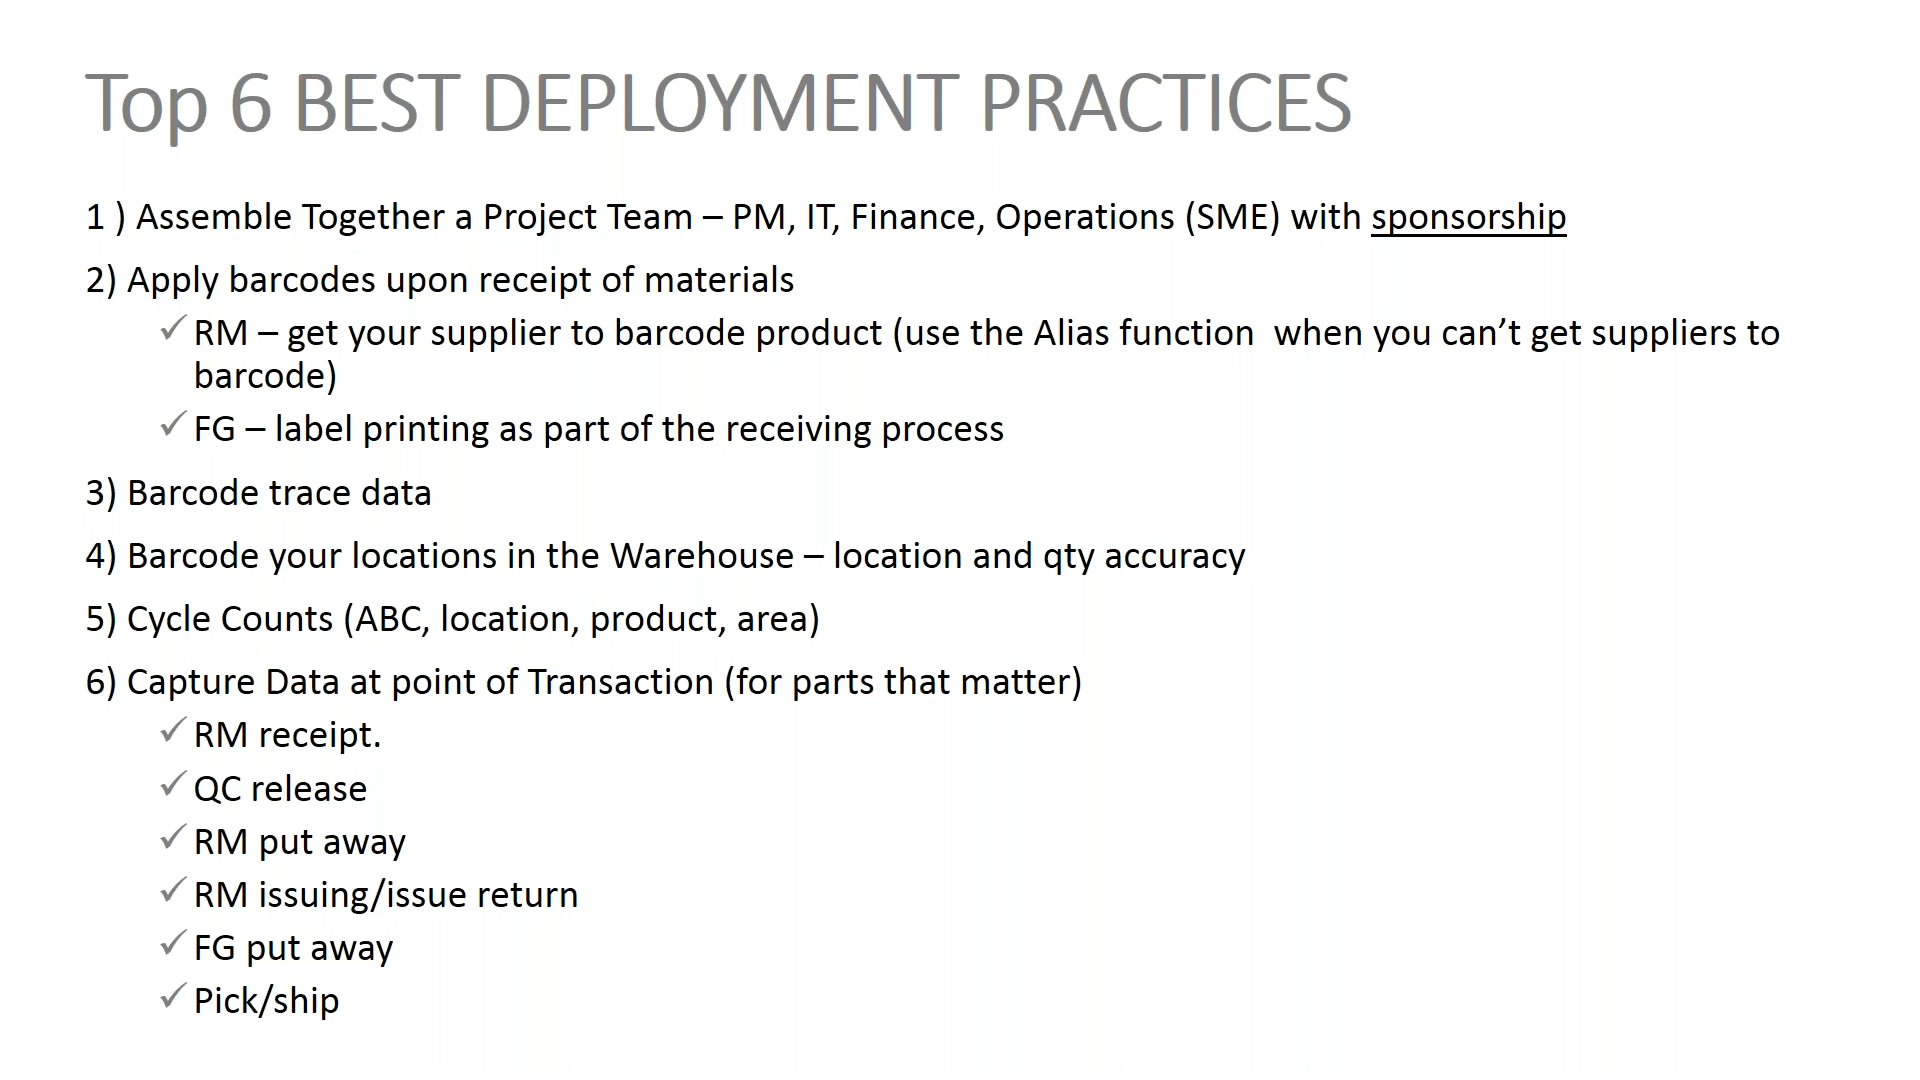 Top 6 BEST DEPLOYMENT PRACTICES
1 ) Assemble Together a Project Team – PM, IT, Finance, Operations (SME) with sponsorship
2) Apply barcodes upon receipt of materials
✓ RM – get your supplier to barcode product (use the Alias function  when you can’t get suppliers to
barcode)
✓ FG – label printing as part of the receiving process
3) Barcode trace data
4) Barcode your locations in the Warehouse – location and qty accuracy
5) Cycle Counts (ABC, location, product, area)
6) Capture Data at point of Transaction (for parts that matter)
✓ RM receipt.
✓ QC release
✓ RM put away
✓ RM issuing/issue return
✓ FG put away
✓ Pick/ship